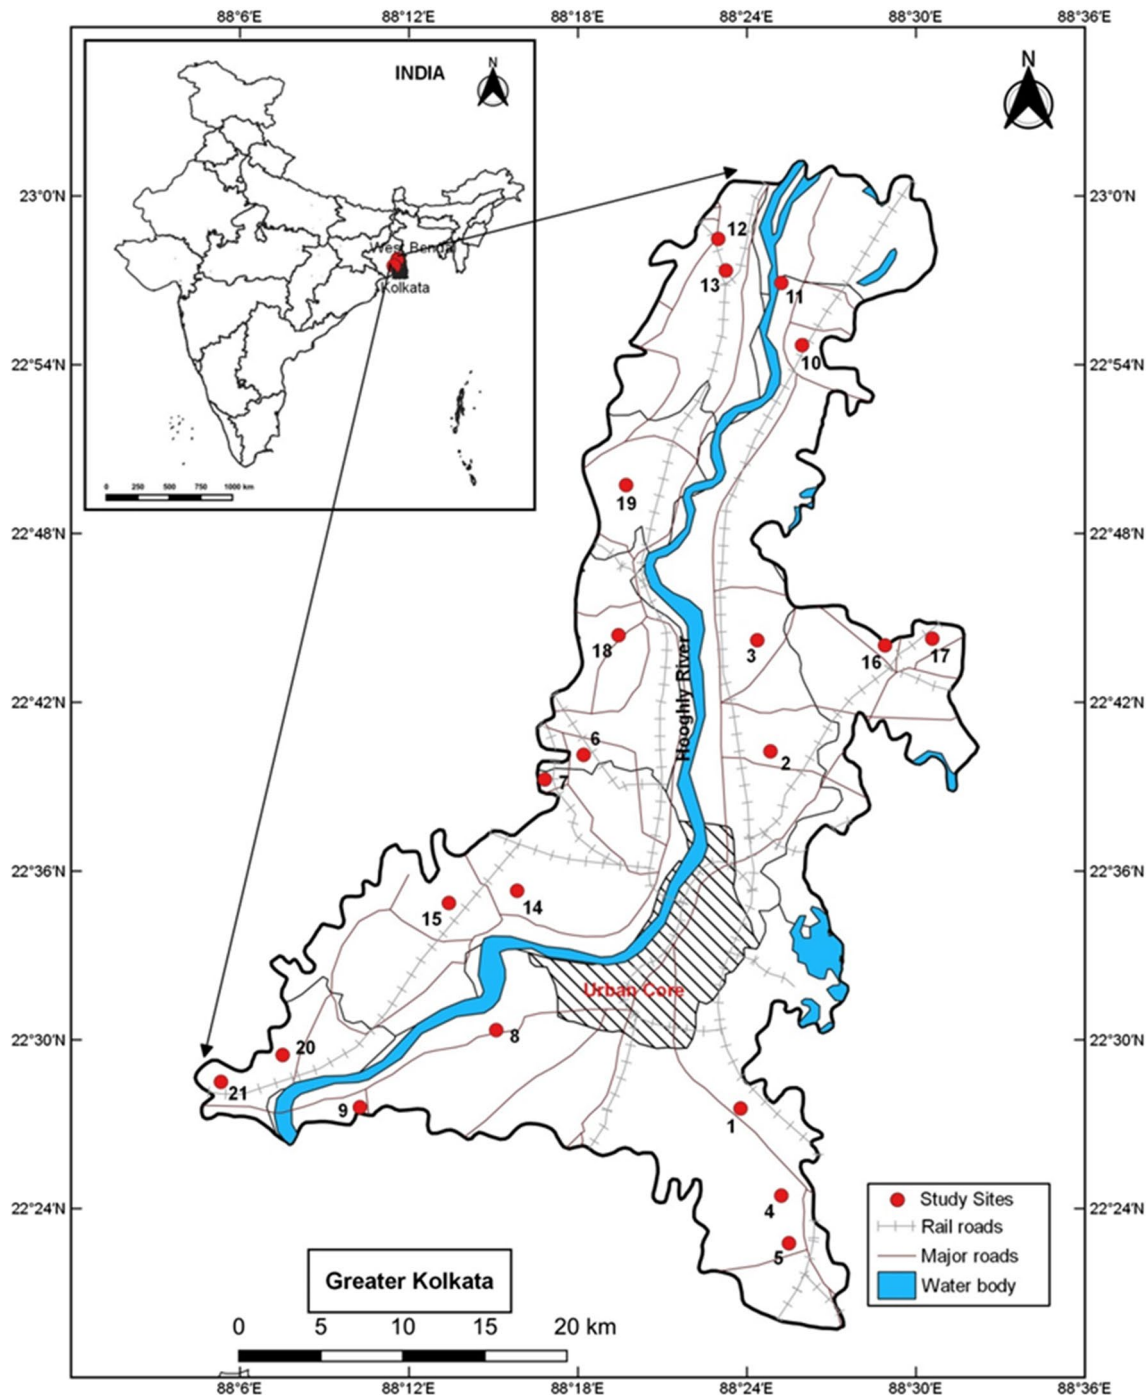 88°6'E 88°12'E 88°18'E 88°24'E 88°30'E 88°36'E
INDIA
N
N
23°0'N
23°0'N
West Bengal
Kolkata
12
13
11
10
22°54'N
22°54'N
0 250 500 750 1000 km
19
22°48'N
22°48'N
18
3
16
17
Hooghly River
22°42'N
22°42'N
6
2
7
22°36'N
22°36'N
15
14
Urban Core
22°30'N
22°30'N
8
20
21
9
1
22°24'N
22°24'N
4
5
Study Sites
Rail roads
Major roads
Water body
Greater Kolkata
0 5 10 15 20 km
88°6'E 88°12'E 88°18'E 88°24'E 88°30'E 88°36'E